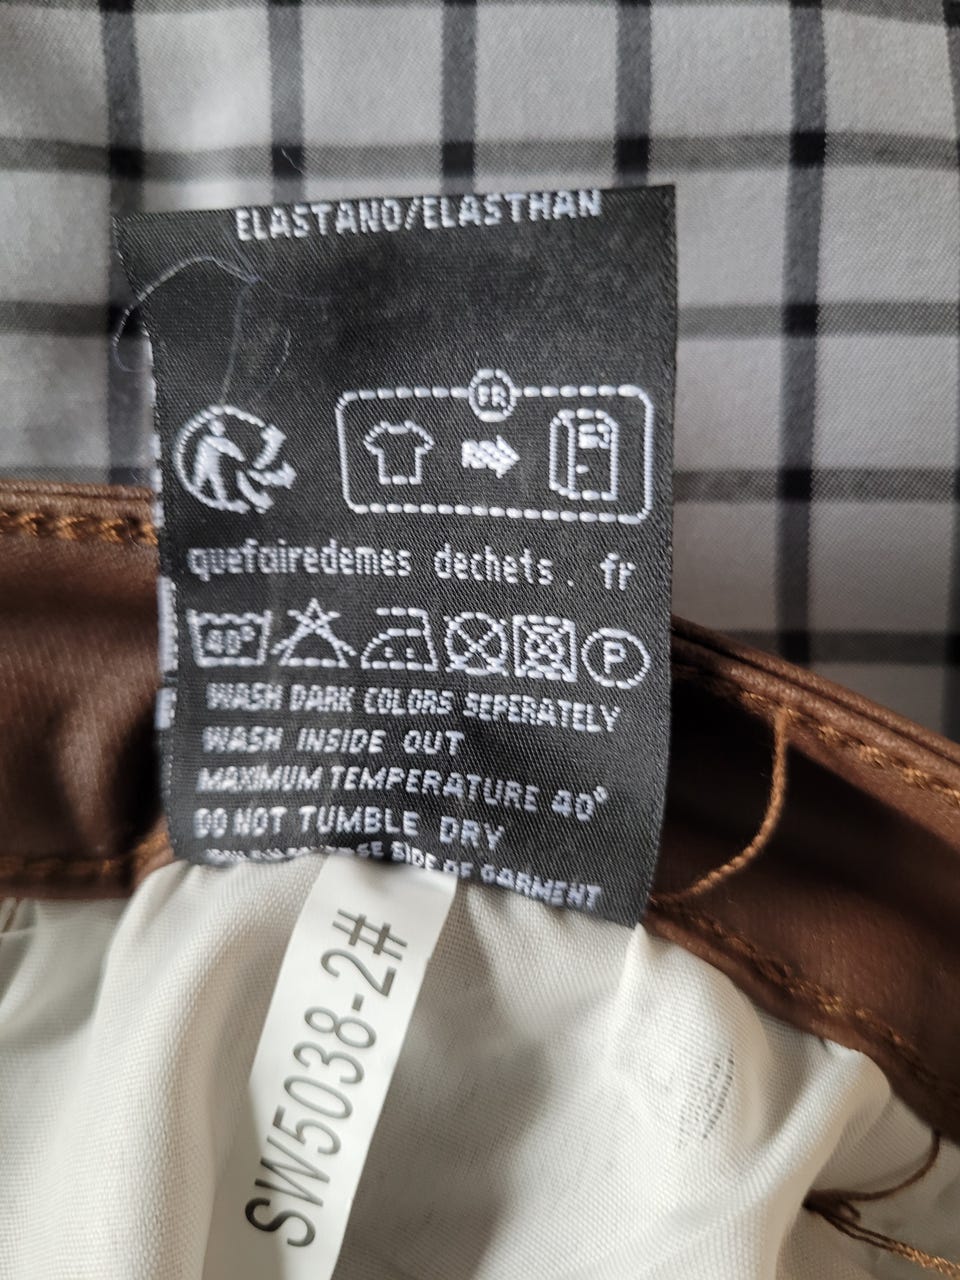 ELASTANO/ELASTHAN
FR
quefairedemes dechets. fr
40°
P
WASH DARK COLORS SEPERATELY
WASH INSIDE OUT
MAXIMUM TEMPERATURE 40°
DO NOT TUMBLE DRY
SIDE OF GARMENT
SW5038-2#